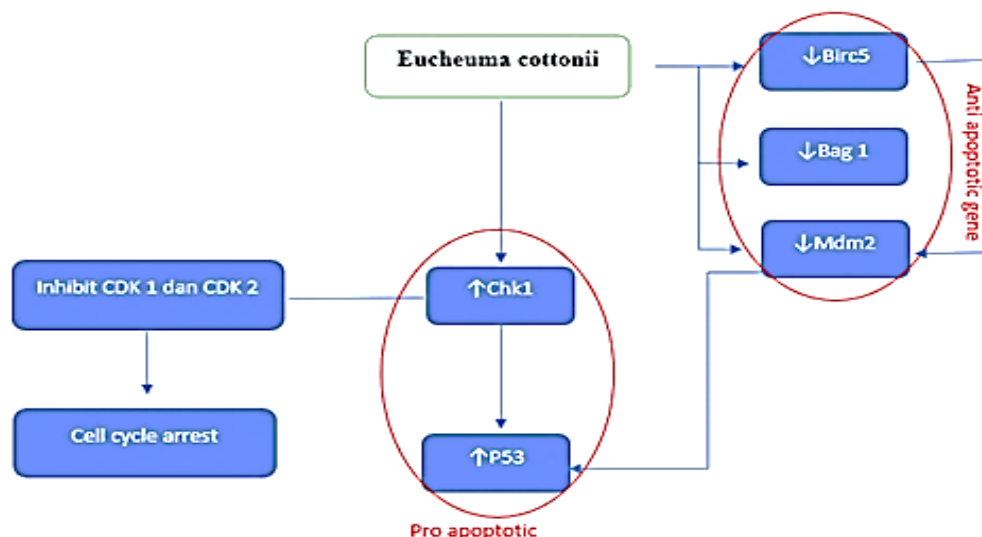 Eucheuma cottonii
↓Birc5
↓Bag 1
↓Mdm2
Anti apoptotic gene
Inhibit CDK 1 dan CDK 2
↑Chk1
Cell cycle arrest
↑P53
Pro apoptotic